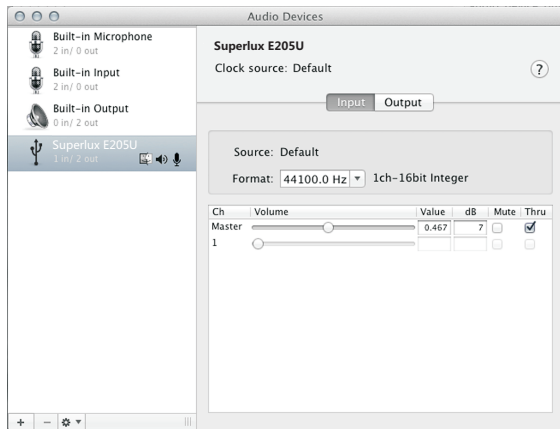 Audio Devices
Built-in Microphone
2 in/ 0 out
Built-in Input
2 in/ 0 out
Built-in Output
0 in/ 2 out
Superlux E205U
1 in/ 2 out
Superlux E205U
Clock source: Default
?
Input Output
Source: Default
Format: 44100.0 Hz 1ch-16bit Integer
Ch Volume Value dB Mute Thru
Master 0.467 7
1